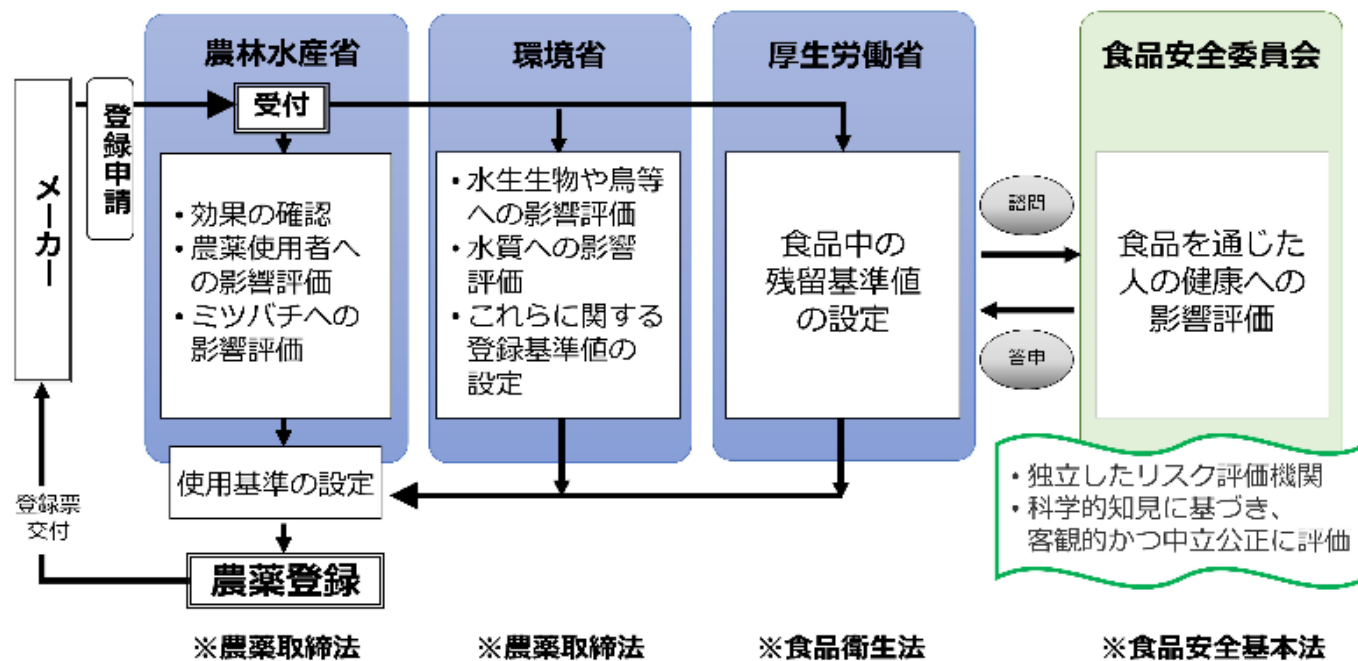 農林水産省
環境省
厚生労働省
食品安全委員会
メーカー
登録申請
受付
・効果の確認
・農薬使用者へ
の影響評価
・ミツバチへの
影響評価
・水生生物や鳥等
への影響評価
・水質への影響
評価
・これらに関する
登録基準値の
設定
食品中の
残留基準値
の設定
諮問
答申
食品を通じた
人の健康への
影響評価
使用基準の設定
登録票
交付
農薬登録
・独立したリスク評価機関
・科学的知見に基づき、
客観的かつ中立公正に評価
※農薬取締法
※農薬取締法
※食品衛生法
※食品安全基本法